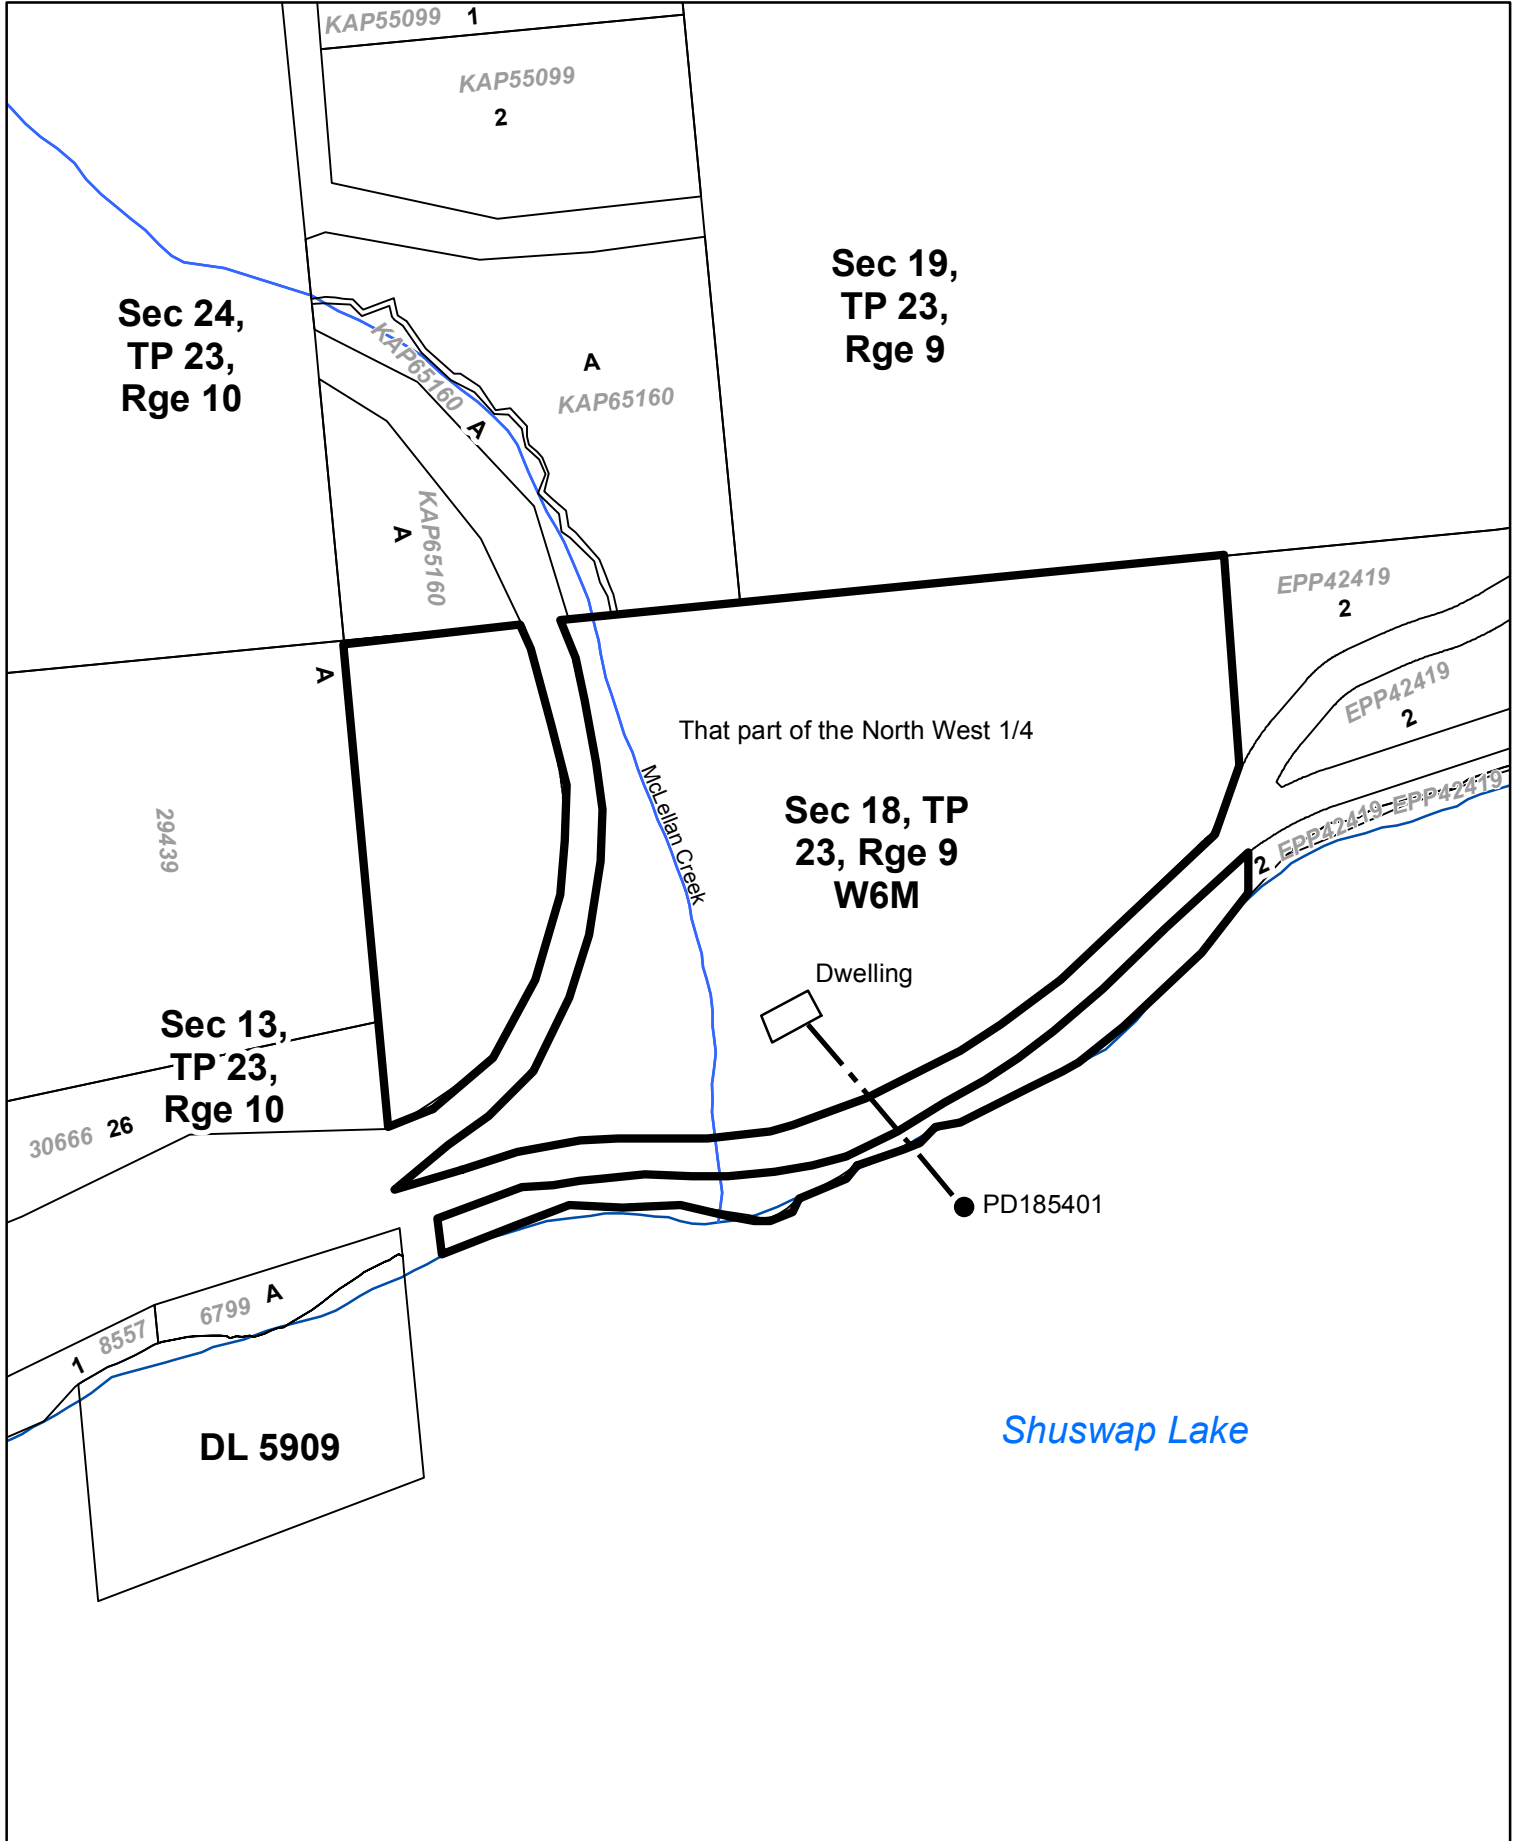 KAP55099 1
KAP55099
2
Sec 19,
TP 23,
Rge 9
Sec 24,
TP 23,
Rge 10
KAP65160
A
A
KAP65160
KAP65160
A
EPP42419
2
EPP42419
2
A
That part of the North West 1/4
McLellan Creek
Sec 18, TP
23, Rge 9
W6M
29439
EPP42419
EPP42419
2
Dwelling
Sec 13,
TP 23,
Rge 10
30666 26
PD185401
6799 A
1 8557
DL 5909
Shuswap Lake